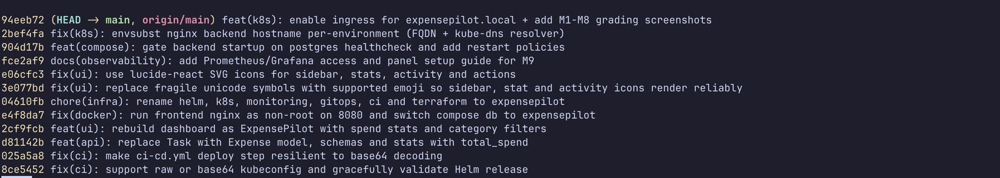 94eeb72 (HEAD -> main, origin/main) feat(k8s): enable ingress for expensepilot.local + add M1-M8 grading screenshots
2bef4fa fix(k8s): envsubst nginx backend hostname per-environment (FQDN + kube-dns resolver)
904d17b feat(compose): gate backend startup on postgres healthcheck and add restart policies
fce2af9 docs(observability): add Prometheus/Grafana access and panel setup guide for M9
e06cfc3 fix(ui): use lucide-react SVG icons for sidebar, stats, activity and actions
3e077bd fix(ui): replace fragile unicode symbols with supported emoji so sidebar, stat and activity icons render reliably
04610fb chore(infra): rename helm, k8s, monitoring, gitops, ci and terraform to expensepilot
e4f8da7 fix(docker): run frontend nginx as non-root on 8080 and switch compose db to expensepilot
2cf9fcb feat(ui): rebuild dashboard as ExpensePilot with spend stats and category filters
d81142b feat(api): replace Task with Expense model, schemas and stats with total_spend
025a5a8 fix(ci): make ci-cd.yml deploy step resilient to base64 decoding
8ce5452 fix(ci): support raw or base64 kubeconfig and gracefully validate Helm release